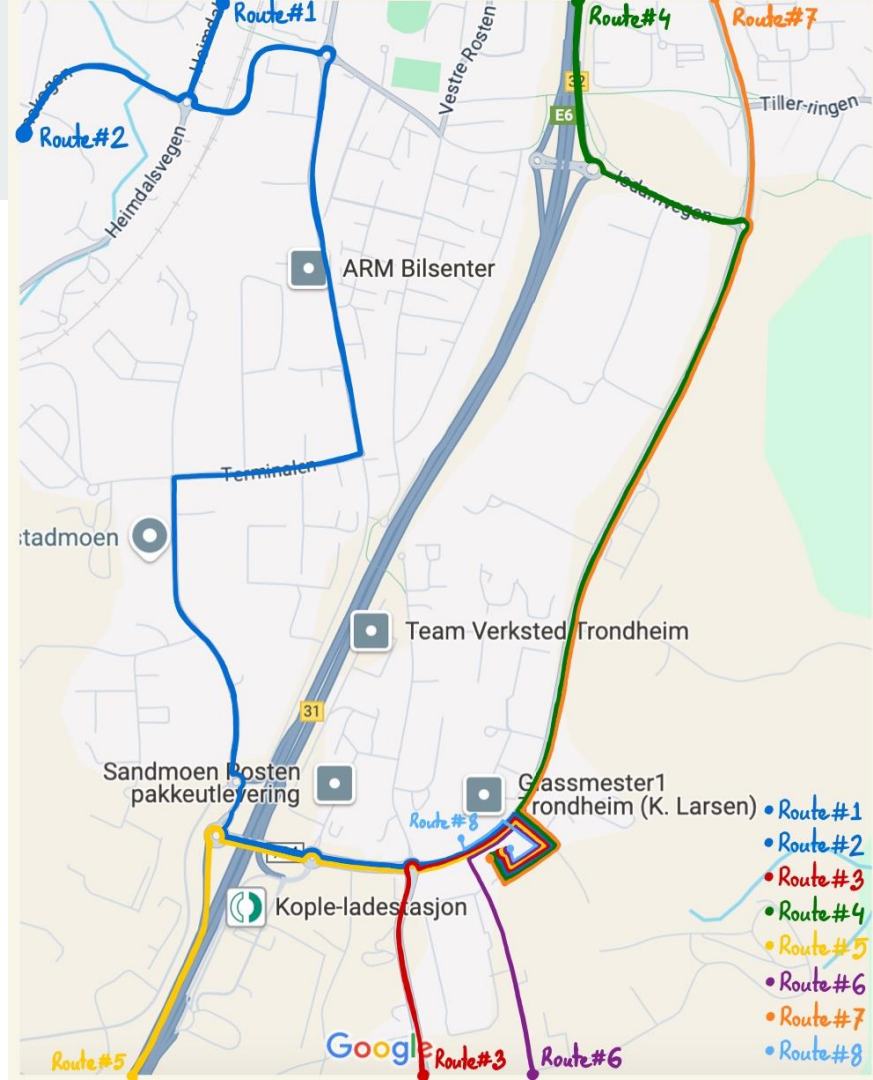 Route#1
Route#4
Route#7
Vestre Rosten
32
E6
Tiller-ringen
Route#2
Heimdalsvegen
ARM Bilsenter
Terminalen
Team Verksted Trondheim
31
Sandmoen Posten
pakkeutlevering
Glassmester1
Trondheim (K. Larsen)
Route#8
Kople-ladestasjon
Google
Route#5
Route#3
Route#6
• Route#1
• Route#2
• Route#3
• Route#4
• Route#5
• Route#6
• Route#7
• Route#8